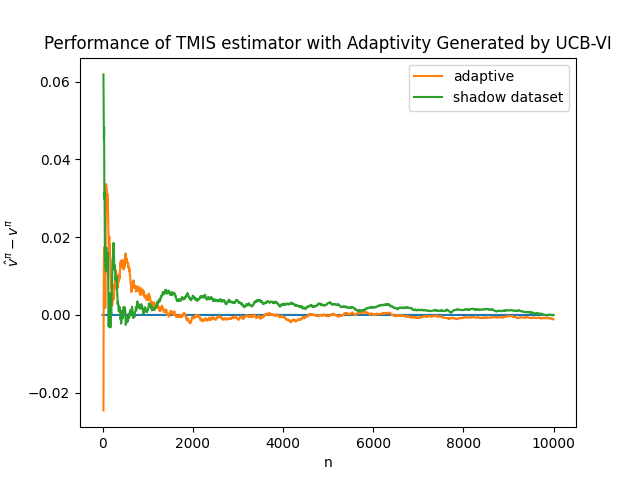 Performance of TMIS estimator with Adaptivity Generated by UCB-VI
adaptive
shadow dataset
0.06
0.04
0.02
0.00
−0.02
v̂^π − v^π
0 2000 4000 6000 8000 10000
n